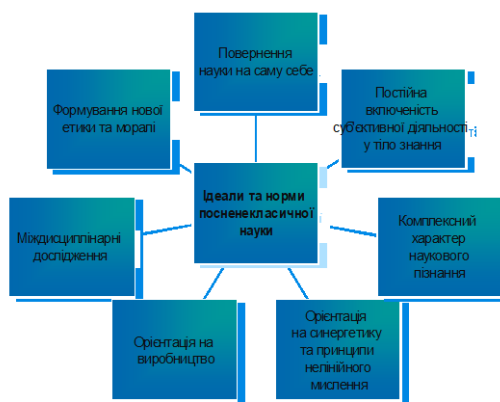 Повернення
науки на саму себе
Постійна
включеність
суб'єктивної діяльності
у тіло знання
Комплексний
характер
наукового
пізнання
Орієнтація
на синергетику
та принципи
нелінійного
мислення
Орієнтація на
виробництво
Міждисциплінарні
дослідження
Формування нової
етики та моралі
Ідеали та норми
посненекласичної
науки